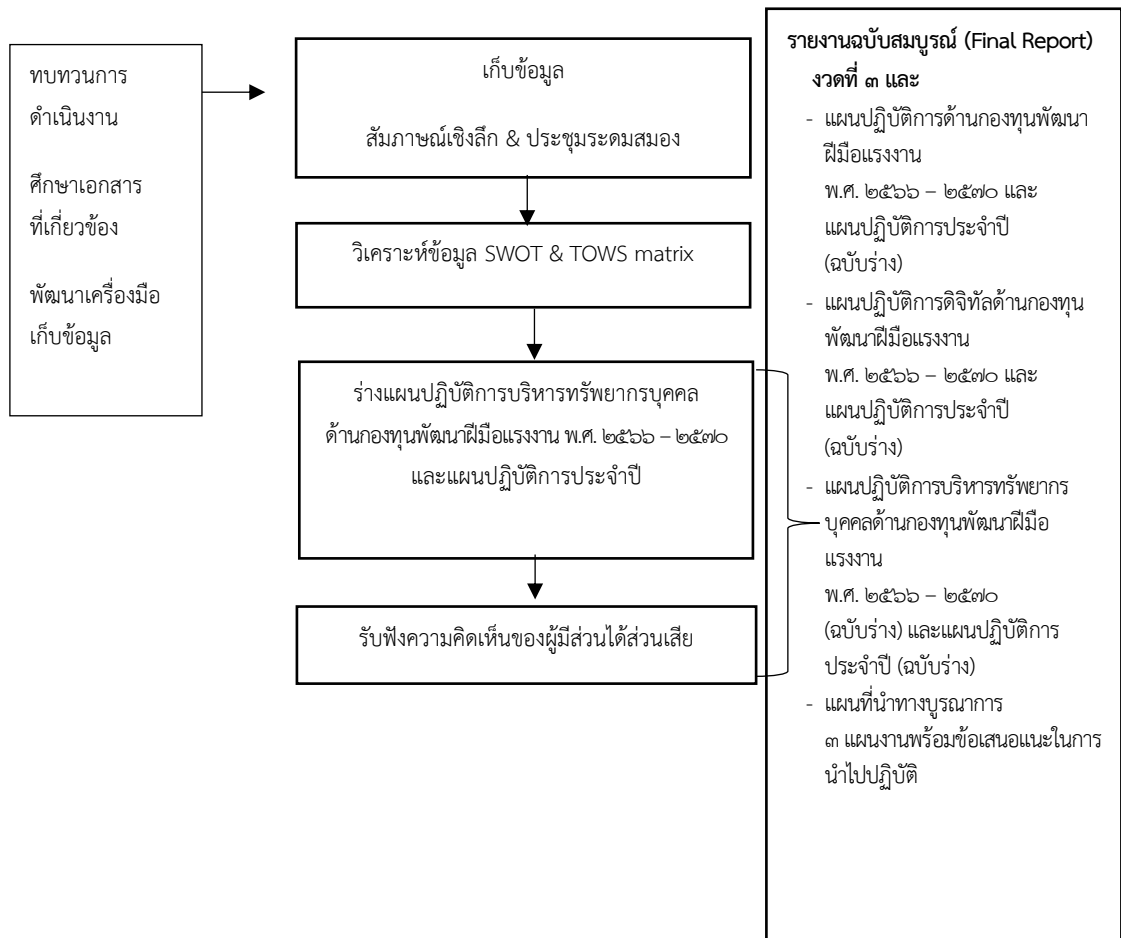 ทบทวนการ
ดำเนินงาน
ศึกษาเอกสาร
ที่เกี่ยวข้อง
พัฒนาเครื่องมือ
เก็บข้อมูล
เก็บข้อมูล
สัมภาษณ์เชิงลึก & ประชุมระดมสมอง
วิเคราะห์ข้อมูล SWOT & TOWS matrix
ร่างแผนปฏิบัติการบริหารทรัพยากรบุคคล
ด้านกองทุนพัฒนาฝีมือแรงงาน พ.ศ. ๒๕๖๖ – ๒๕๗๐
และแผนปฏิบัติการประจำปี
รับฟังความคิดเห็นของผู้มีส่วนได้ส่วนเสีย
รายงานฉบับสมบูรณ์ (Final Report)
งวดที่ ๓ และ
- แผนปฏิบัติการด้านกองทุนพัฒนา
ฝีมือแรงงาน
พ.ศ. ๒๕๖๖ – ๒๕๗๐ และ
แผนปฏิบัติการประจำปี
(ฉบับร่าง)
- แผนปฏิบัติการดิจิทัลด้านกองทุน
พัฒนาฝีมือแรงงาน
พ.ศ. ๒๕๖๖ – ๒๕๗๐ และ
แผนปฏิบัติการประจำปี
(ฉบับร่าง)
- แผนปฏิบัติการบริหารทรัพยากร
บุคคลด้านกองทุนพัฒนาฝีมือ
แรงงาน
พ.ศ. ๒๕๖๖ – ๒๕๗๐
(ฉบับร่าง) และแผนปฏิบัติการ
ประจำปี (ฉบับร่าง)
- แผนที่นำทางบูรณาการ
๓ แผนงานพร้อมข้อเสนอแนะในการ
นำไปปฏิบัติ